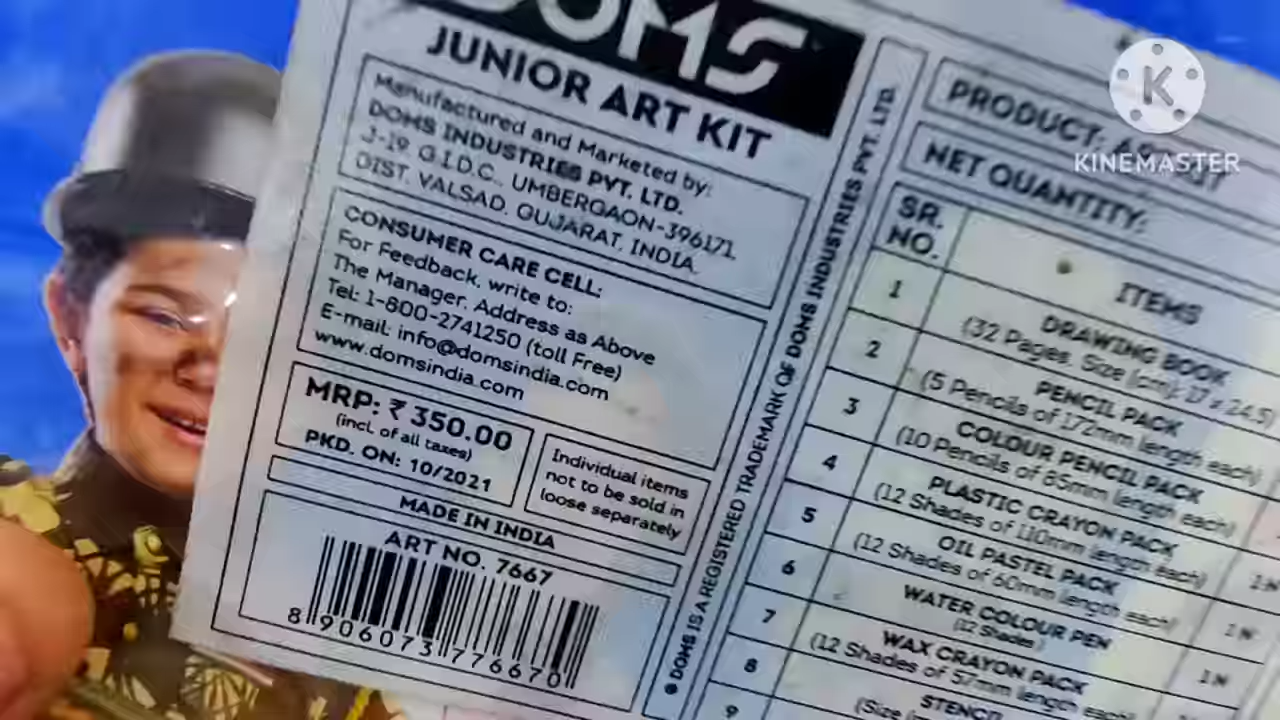 DOMS
JUNIOR ART KIT
Manufactured and Marketed by:
DOMS INDUSTRIES PVT. LTD.
J-19, G.I.D.C., UMBERGAON-396171,
DIST. VALSAD, GUJARAT, INDIA.
CONSUMER CARE CELL:
For Feedback, write to:
The Manager, Address as Above
Tel: 1-800-2741250 (toll Free)
E-mail: info@domsindia.com
www.domsindia.com
MRP: ₹ 350.00
(incl. of all taxes)
PKD. ON: 10/2021
Individual items
not to be sold in
loose separately
MADE IN INDIA
ART NO. 7667
8 906073 776670
® DOMS IS A REGISTERED TRADEMARK OF DOMS INDUSTRIES PVT. LTD.
PRODUCT:
NET QUANTITY:
SR.
NO.
ITEMS
1
DRAWING BOOK
(32 Pages, Size (cm): 17 x 24.5)
2
PENCIL PACK
(5 Pencils of 172mm length each)
3
COLOUR PENCIL PACK
(10 Pencils of 85mm length each)
4
PLASTIC CRAYON PACK
(12 Shades of 110mm length each)
5
OIL PASTEL PACK
(12 Shades of 60mm length each)
1 N
6
WATER COLOUR PEN
(12 Shades)
1 N
7
WAX CRAYON PACK
(12 Shades of 57mm length each)
1 N
8
STENCIL
(Size
9
KINEMASTER